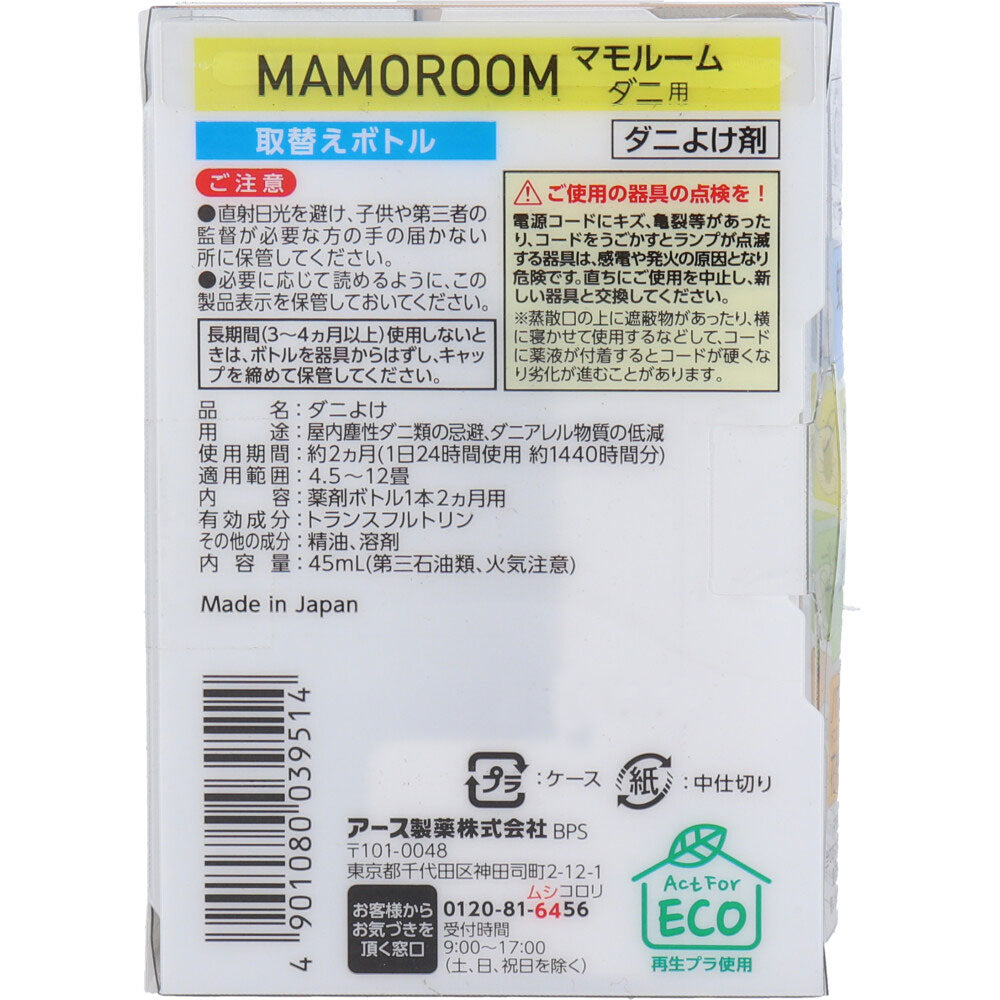 MAMOROOM マモルーム
ダニ用
取替えボトル
ダニよけ剤
ご注意
●直射日光を避け、子供や第三者の
監督が必要な方の手の届かない
所に保管してください。
●必要に応じて読めるように、この
製品表示を保管しておいてください。
長期間(3～4ヵ月以上)使用しないと
きは、ボトルを器具からはずし、キャッ
プを締めて保管してください。
⚠ご使用の器具の点検を！
電源コードにキズ、亀裂等があった
り、コードをうごかすとランプが点滅
する器具は、感電や発火の原因となり
危険です。直ちにご使用を中止し、新
しい器具と交換してください。
※蒸散口の上に遮蔽物があったり、横
に寝かせて使用するなどして、コード
に薬液が付着するとコードが硬くな
り劣化が進むことがあります。
品名：ダニよけ
用途：屋内塵性ダニ類の忌避、ダニアレル物質の低減
使用期間：約2ヵ月(1日24時間使用 約1440時間分)
適用範囲：4.5～12畳
内容：薬剤ボトル1本2ヵ月用
有効成分：トランスフルトリン
その他の成分：精油、溶剤
内容量：45mL(第三石油類、火気注意)
Made in Japan
4 901080 039514
プラ：ケース
紙：中仕切り
アース製薬株式会社 BPS
〒101-0048
東京都千代田区神田司町2-12-1
お客様から
お気づきを
頂く窓口
ムシコロリ
0120-81-6456
受付時間
9:00～17:00
(土、日、祝日を除く)
Act For
ECO
再生プラ使用